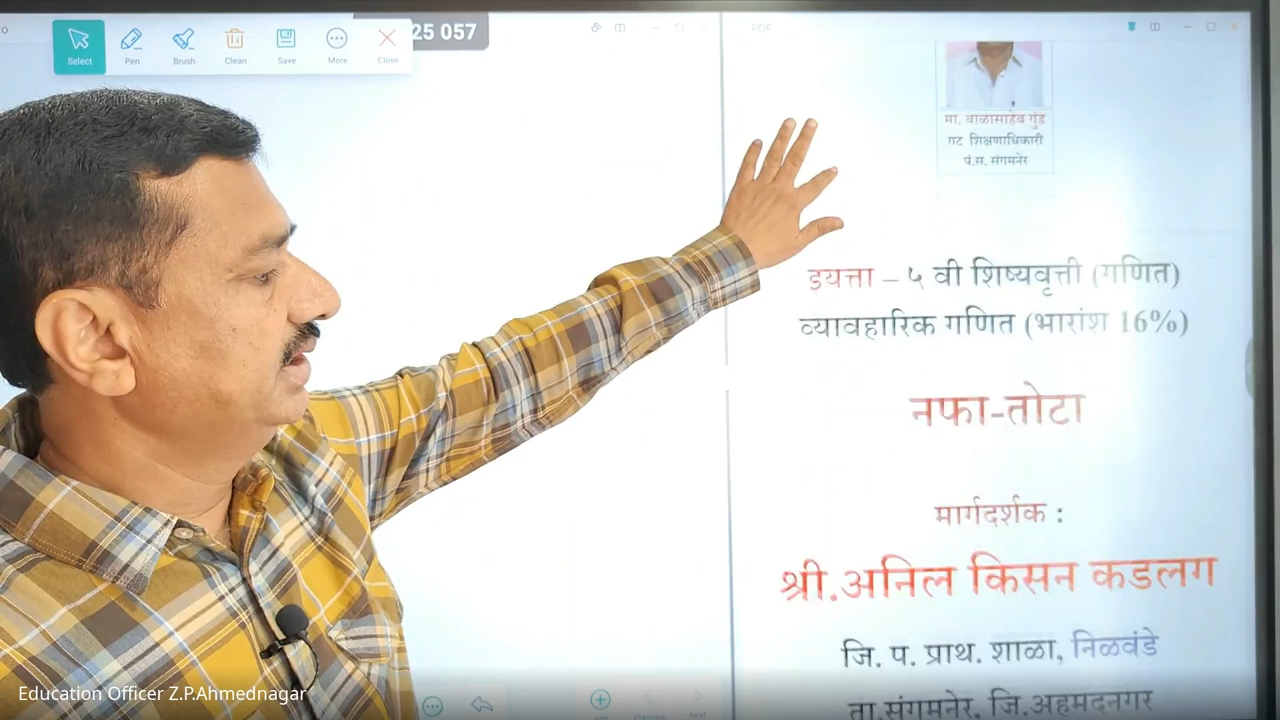 Select
Pen
Brush
Clean
Save
More
Close
25 057
PDF
मा. बाळासाहेब गुंड
गट शिक्षणाधिकारी
पं.स. संगमनेर
इयत्ता – ५ वी शिष्यवृत्ती (गणित)
व्यावहारिक गणित (भारांश 16%)
नफा-तोटा
मार्गदर्शक :
श्री.अनिल किसन कडलग
जि. प. प्राथ. शाळा, निळवंडे
ता.संगमनेर, जि.अहमदनगर
Education Officer Z.P.Ahmednagar